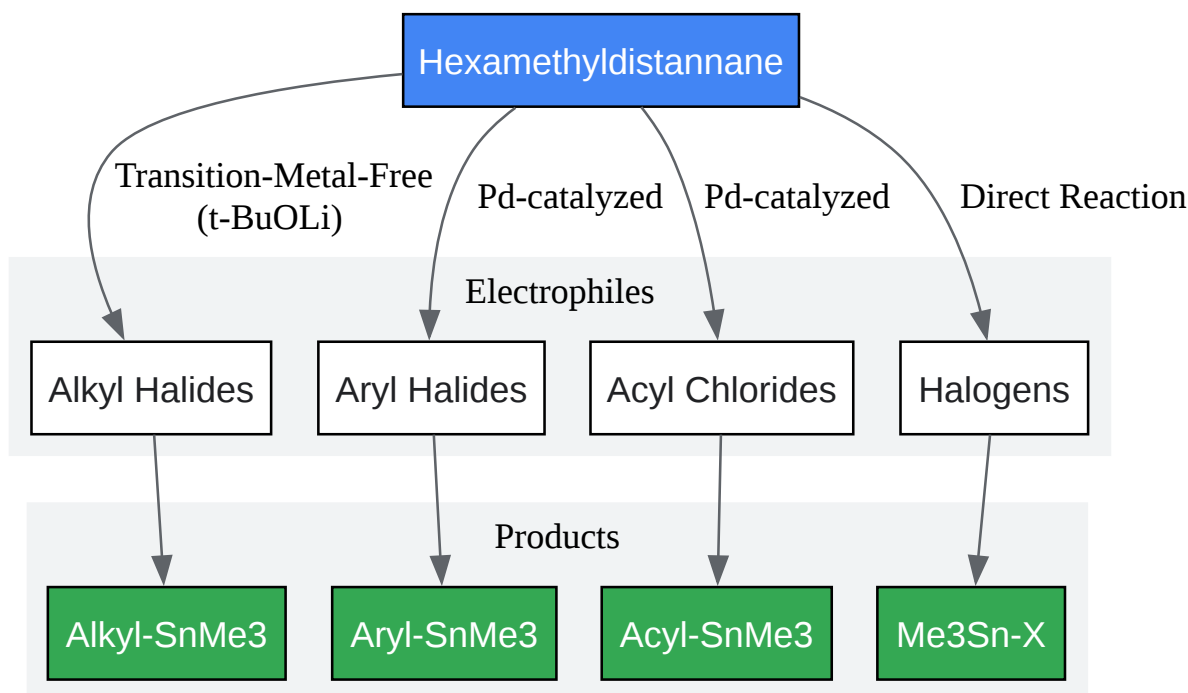 Hexamethyldistannane
Transition-Metal-Free
(t-BuOLi)
Pd-catalyzed
Pd-catalyzed
Direct Reaction
Electrophiles
Alkyl Halides
Aryl Halides
Acyl Chlorides
Halogens
Products
Alkyl-SnMe3
Aryl-SnMe3
Acyl-SnMe3
Me3Sn-X